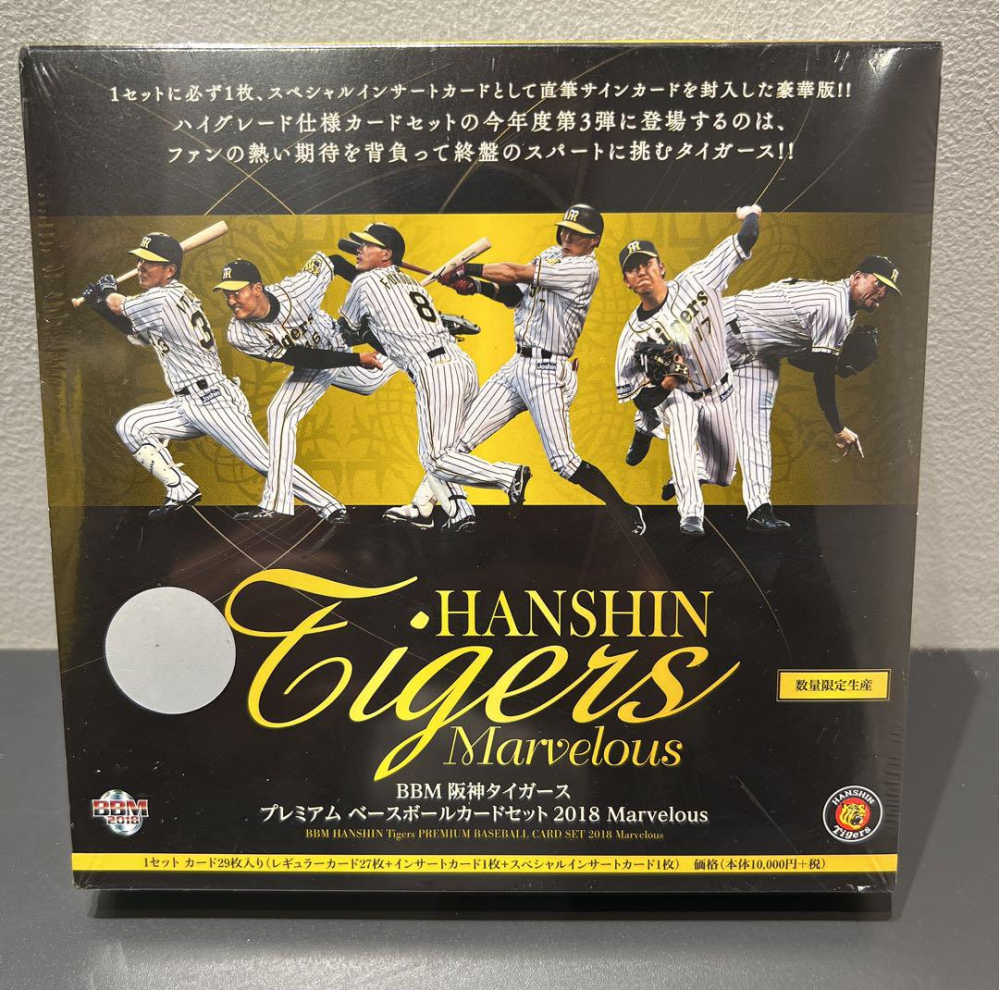 1セットに必ず1枚、スペシャルインサートカードとして直筆サインカードを封入した豪華版!!
ハイグレード仕様カードセットの今年度第3弾に登場するのは、
ファンの熱い期待を背負って終盤のスパートに挑むタイガース!!
8
Tigers
17
HANSHIN
Tigers
Marvelous
数量限定生産
BBM 阪神タイガース
プレミアム ベースボールカードセット 2018 Marvelous
BBM HANSHIN Tigers PREMIUM BASEBALL CARD SET 2018 Marvelous
BBM
2018
HANSHIN
Tigers
1セット カード29枚入り(レギュラーカード27枚+インサートカード1枚+スペシャルインサートカード1枚) 価格(本体10,000円+税)